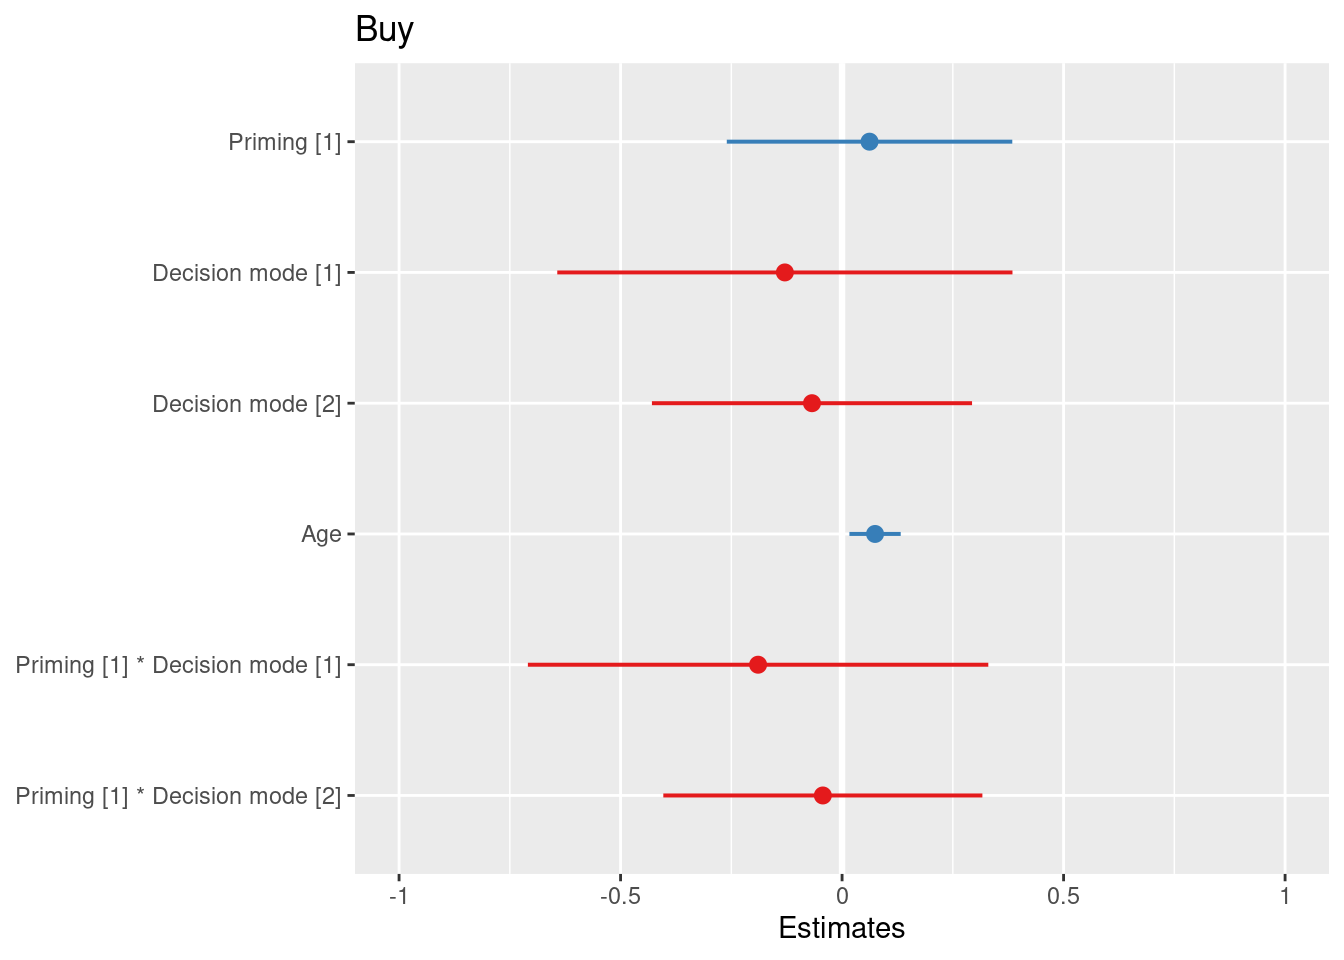 Buy
Priming [1]
Decision mode [1]
Decision mode [2]
Age
Priming [1] * Decision mode [1]
Priming [1] * Decision mode [2]
-1 -0.5 0 0.5 1
Estimates